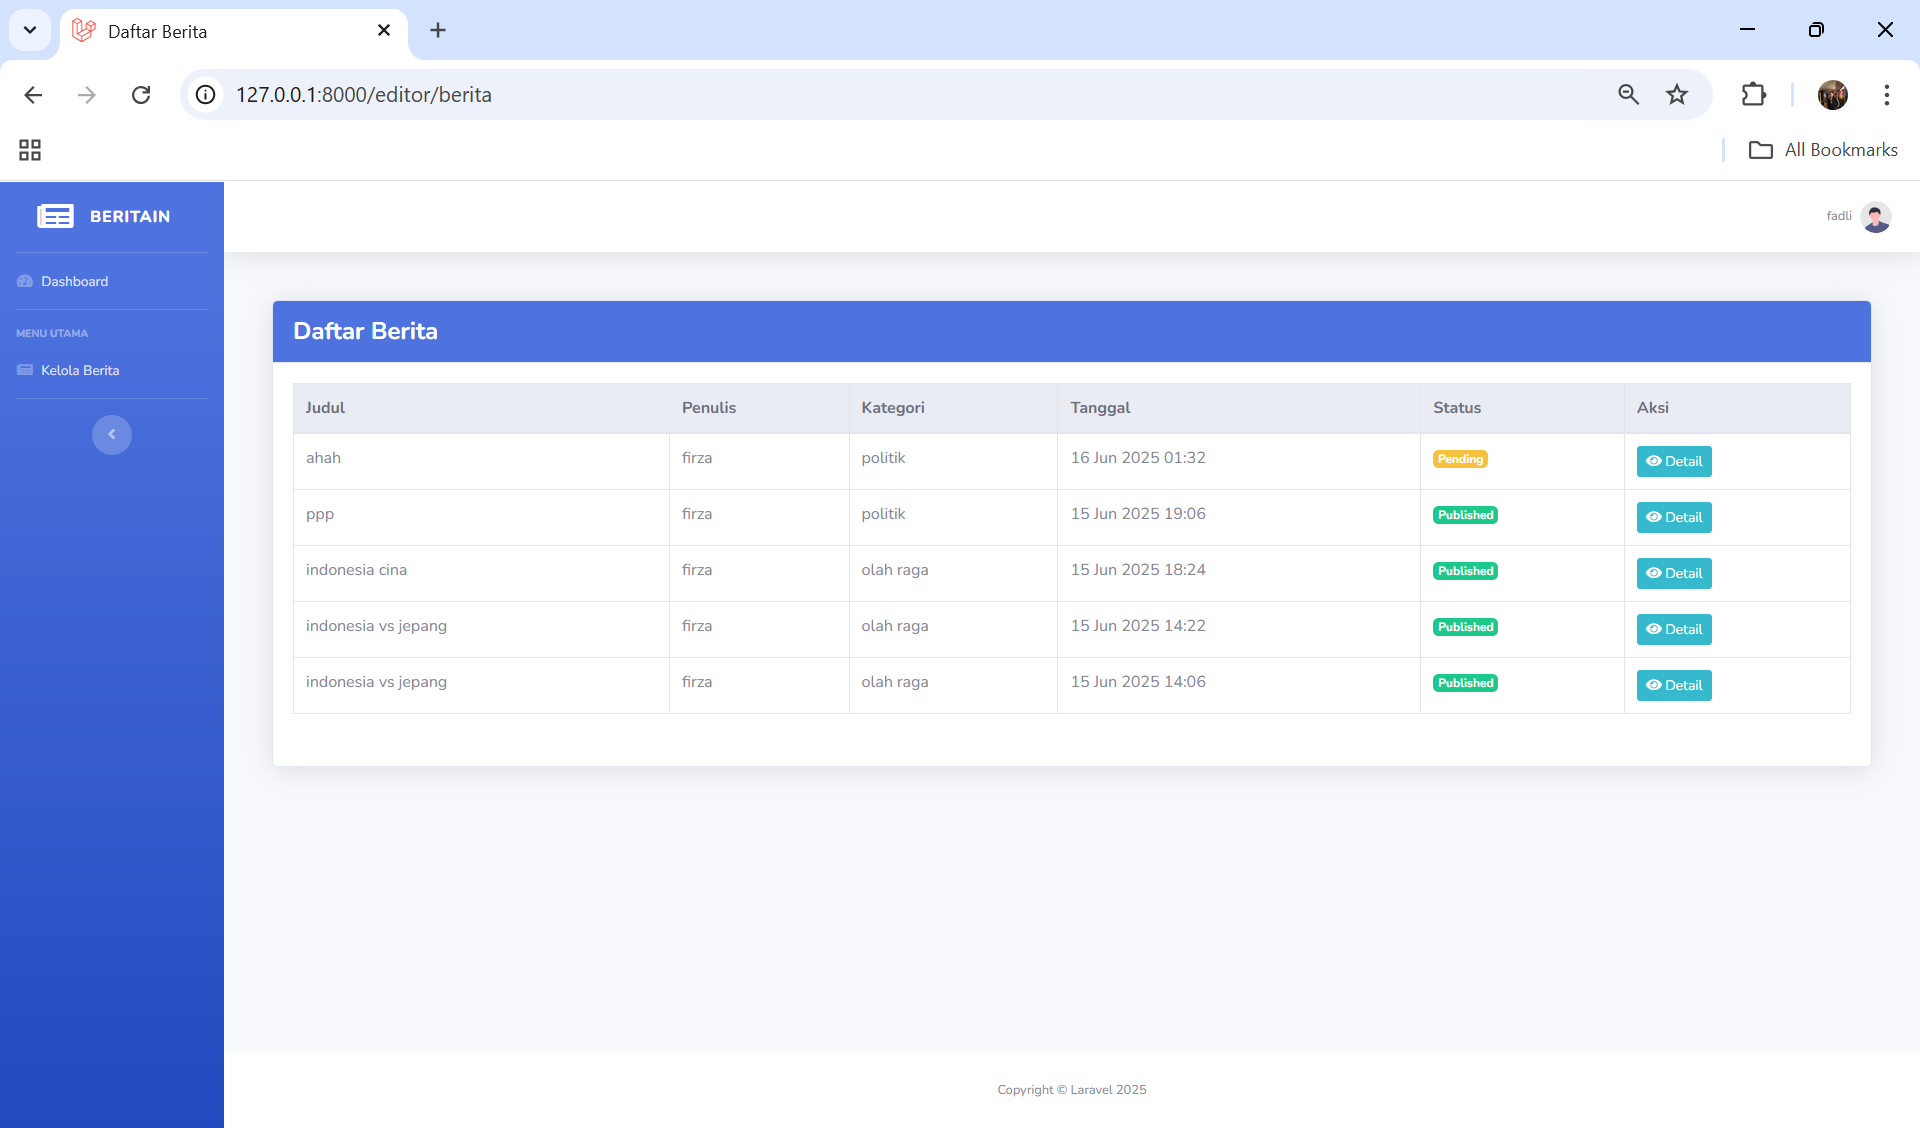 Daftar Berita
127.0.0.1:8000/editor/berita
All Bookmarks
BERITAIN
fadli
Dashboard
MENU UTAMA
Kelola Berita
Daftar Berita
Judul Penulis Kategori Tanggal Status Aksi
ahah firza politik 16 Jun 2025 01:32 Pending Detail
ppp firza politik 15 Jun 2025 19:06 Published Detail
indonesia cina firza olah raga 15 Jun 2025 18:24 Published Detail
indonesia vs jepang firza olah raga 15 Jun 2025 14:22 Published Detail
indonesia vs jepang firza olah raga 15 Jun 2025 14:06 Published Detail
Copyright © Laravel 2025